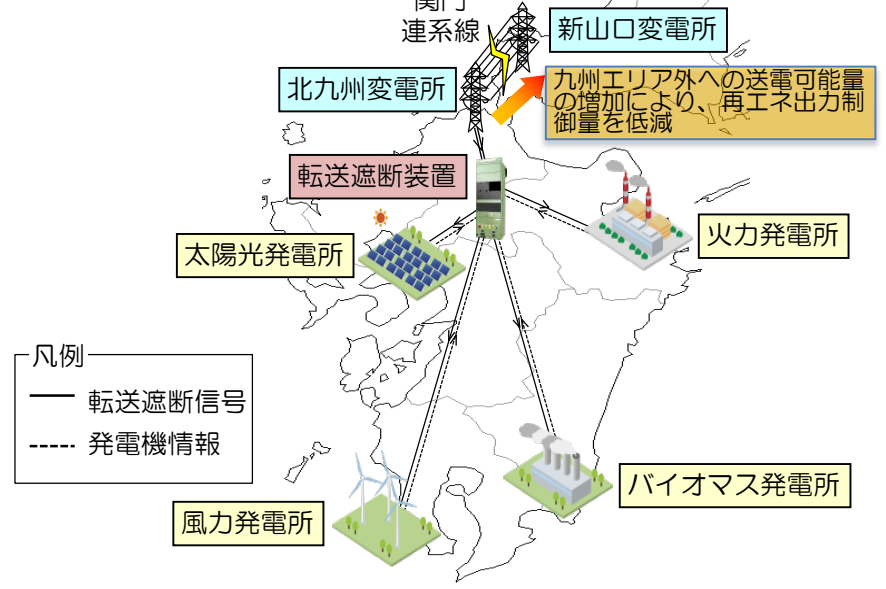 関門
連系線
新山口変電所
北九州変電所
九州エリア外への送電可能量
の増加により、再エネ出力制
御量を低減
転送遮断装置
太陽光発電所
火力発電所
凡例
転送遮断信号
発電機情報
バイオマス発電所
風力発電所